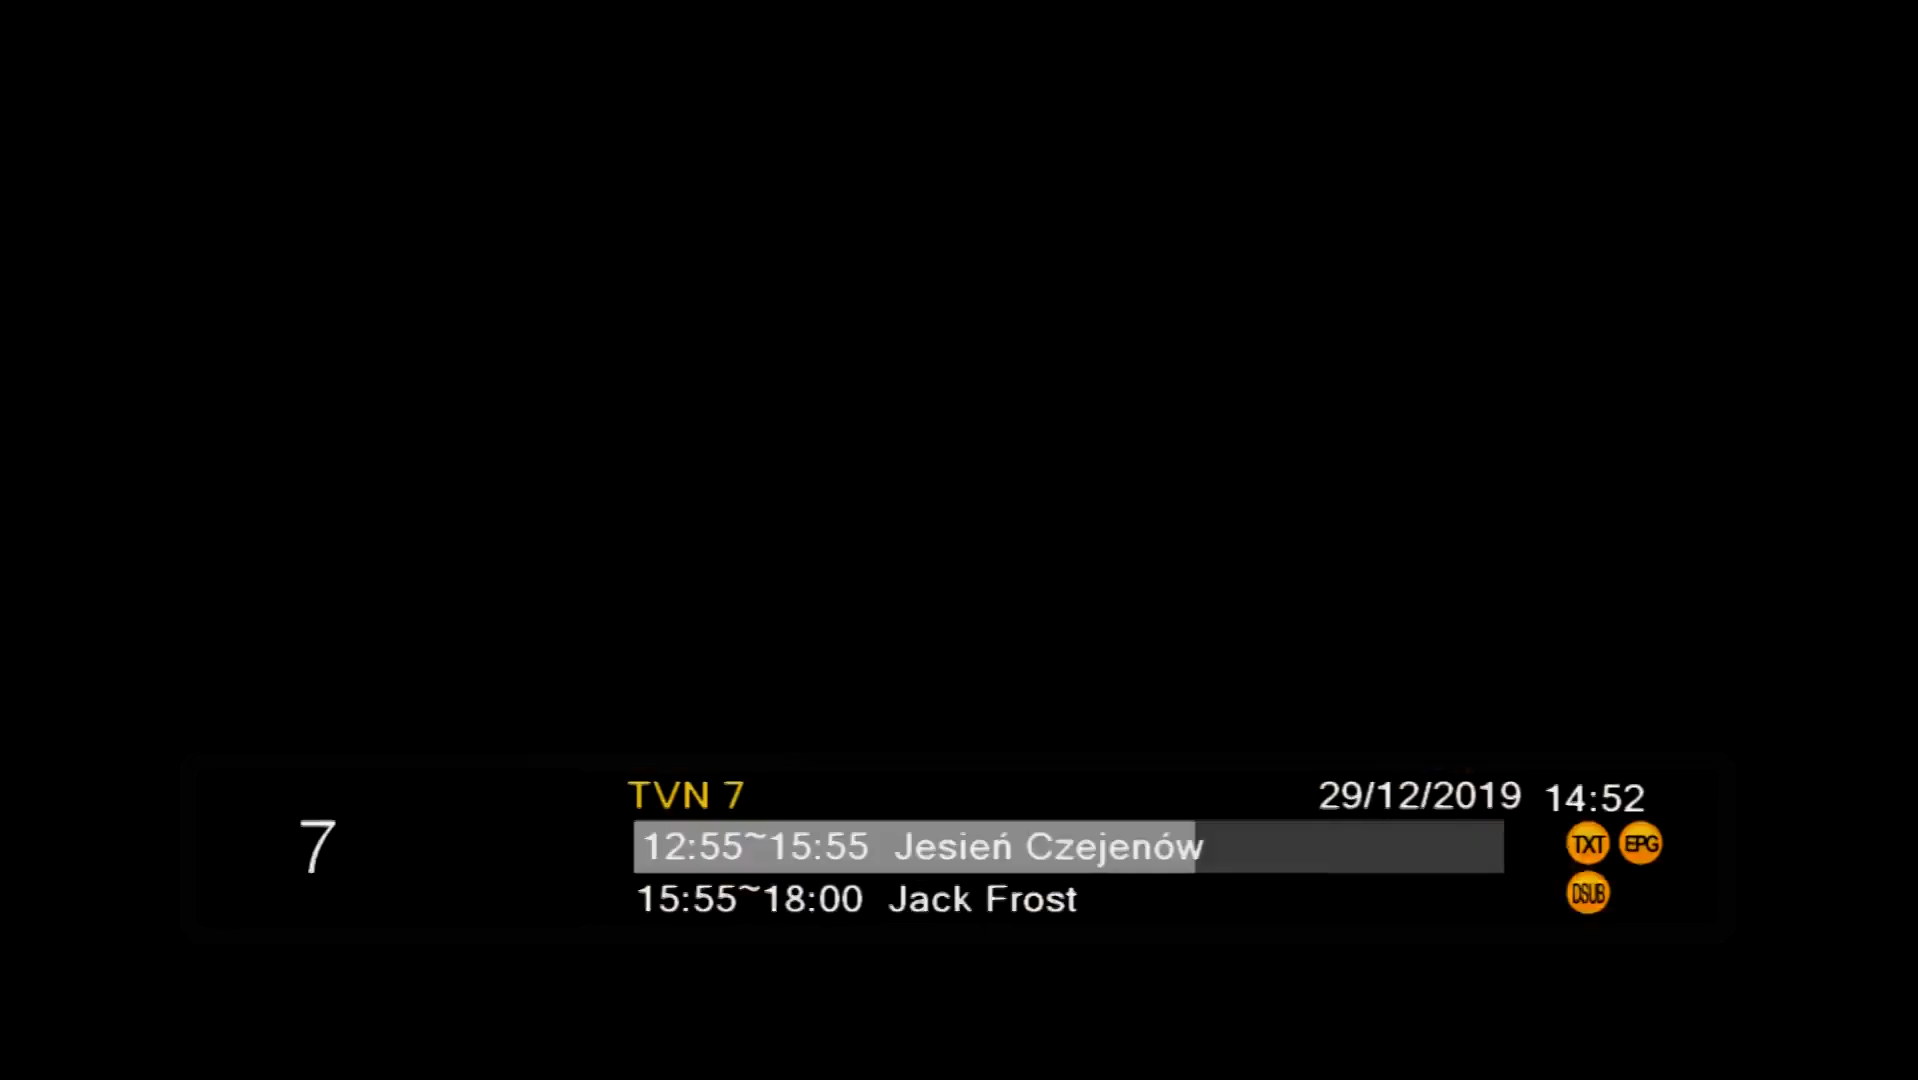 7
TVN 7
29/12/2019 14:52
12:55~15:55 Jesień Czejenów
15:55~18:00 Jack Frost
TXT EPG
DSUB